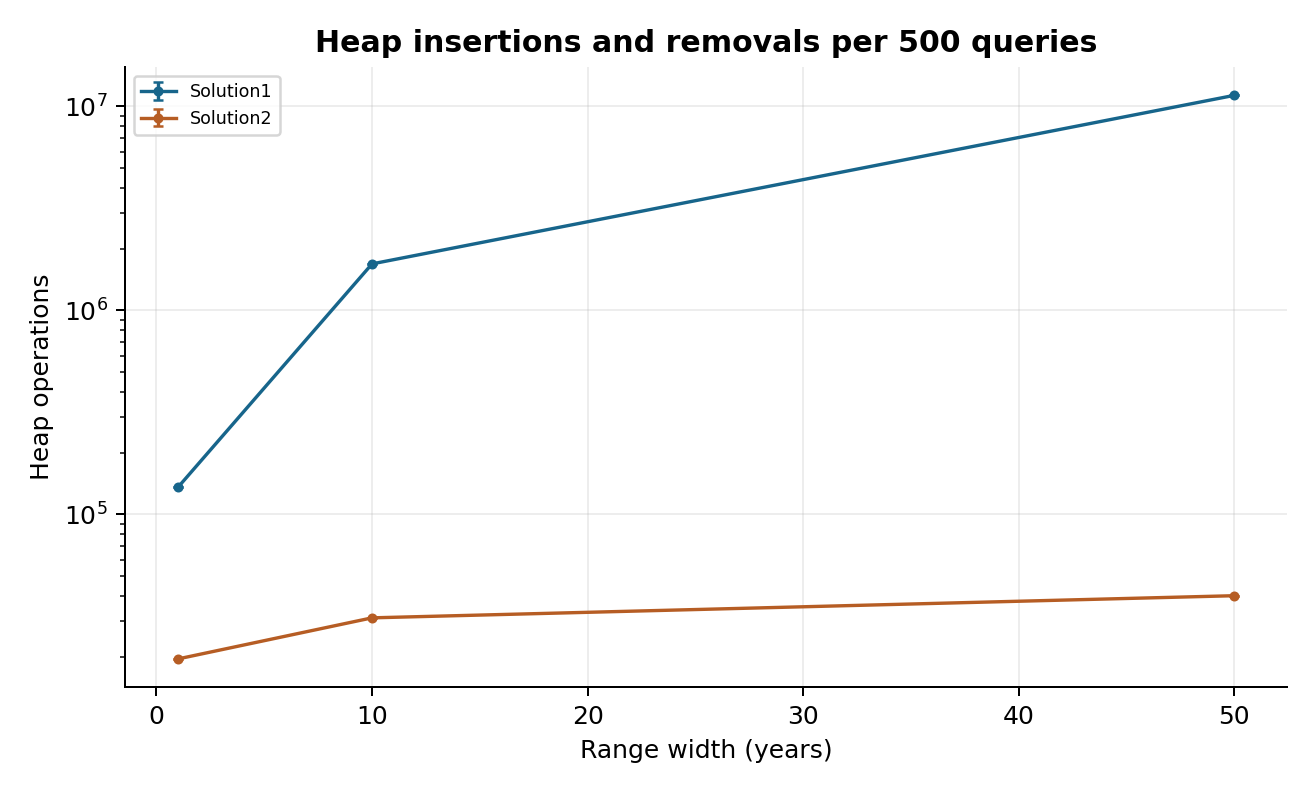 Heap insertions and removals per 500 queries
Solution1
Solution2
Heap operations
10^7
10^6
10^5
0 10 20 30 40 50
Range width (years)